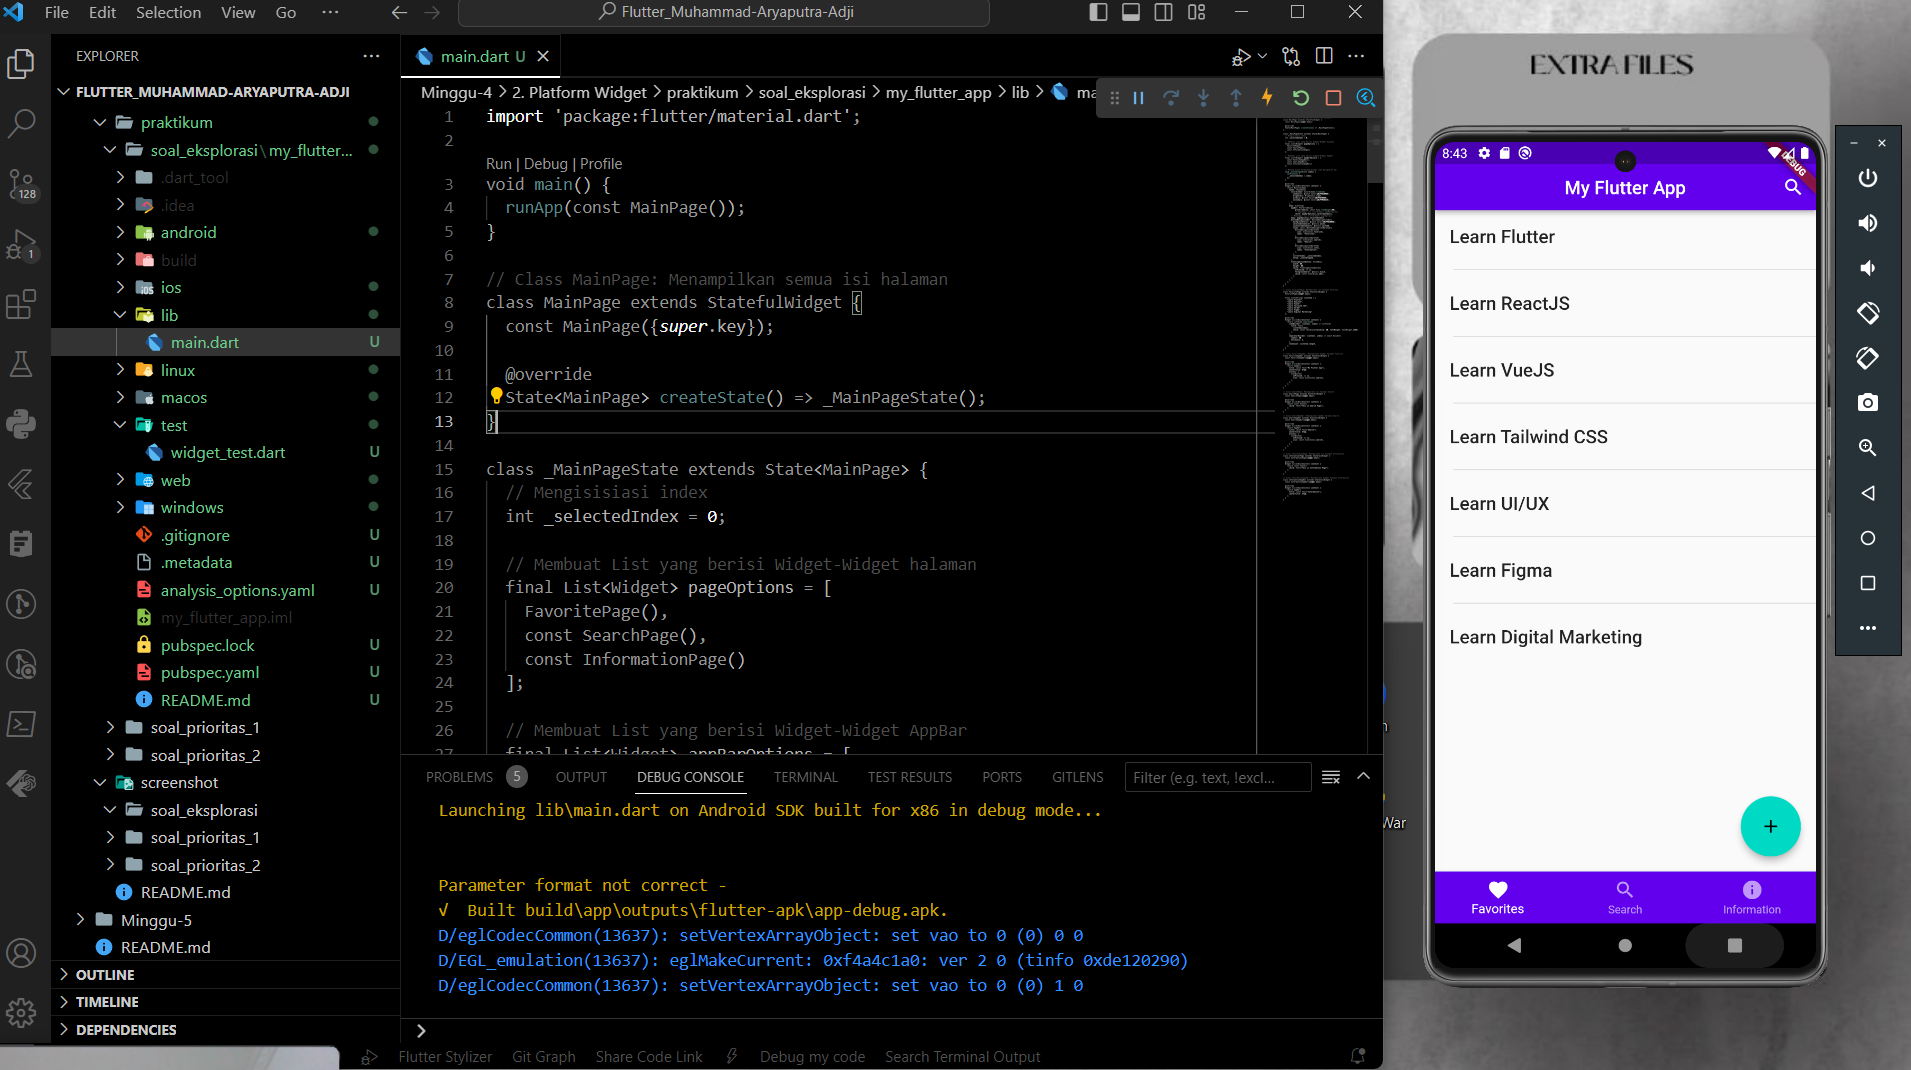 File Edit Selection View Go ···
Flutter_Muhammad-Aryaputra-Adji
EXPLORER
FLUTTER_MUHAMMAD-ARYAPUTRA-ADJI
praktikum
soal_eksplorasi\my_flutter...
.dart_tool
.idea
android
build
ios
lib
main.dart U
linux
macos
test
widget_test.dart U
web
windows
.gitignore U
.metadata U
analysis_options.yaml U
my_flutter_app.iml
pubspec.lock U
pubspec.yaml U
README.md U
soal_prioritas_1
soal_prioritas_2
screenshot
soal_eksplorasi
soal_prioritas_1
soal_prioritas_2
README.md
Minggu-5
README.md
OUTLINE
TIMELINE
DEPENDENCIES
128
1
main.dart U
Minggu-4 > 2. Platform Widget > praktikum > soal_eksplorasi > my_flutter_app > lib > ma
1 import 'package:flutter/material.dart';
2
Run | Debug | Profile
3 void main() {
4 runApp(const MainPage());
5 }
6
7 // Class MainPage: Menampilkan semua isi halaman
8 class MainPage extends StatefulWidget {
9 const MainPage({super.key});
10
11 @override
12 State<MainPage> createState() => _MainPageState();
13 }
14
15 class _MainPageState extends State<MainPage> {
16 // Mengisisiasi index
17 int _selectedIndex = 0;
18
19 // Membuat List yang berisi Widget-Widget halaman
20 final List<Widget> pageOptions = [
21 FavoritePage(),
22 const SearchPage(),
23 const InformationPage()
24 ];
25
26 // Membuat List yang berisi Widget-Widget AppBar
27 final List<Widget> appBarOptions = [
PROBLEMS 5 OUTPUT DEBUG CONSOLE TERMINAL TEST RESULTS PORTS GITLENS Filter (e.g. text, !excl...
Launching lib\main.dart on Android SDK built for x86 in debug mode...
Parameter format not correct -
√ Built build\app\outputs\flutter-apk\app-debug.apk.
D/eglCodecCommon(13637): setVertexArrayObject: set vao to 0 (0) 0 0
D/EGL_emulation(13637): eglMakeCurrent: 0xf4a4c1a0: ver 2 0 (tinfo 0xde120290)
D/eglCodecCommon(13637): setVertexArrayObject: set vao to 0 (0) 1 0
Flutter Stylizer Git Graph Share Code Link Debug my code Search Terminal Output
EXTRA FILES
8:43
DEBUG
My Flutter App
Learn Flutter
Learn ReactJS
Learn VueJS
Learn Tailwind CSS
Learn UI/UX
Learn Figma
Learn Digital Marketing
+
Favorites Search Information
n
War